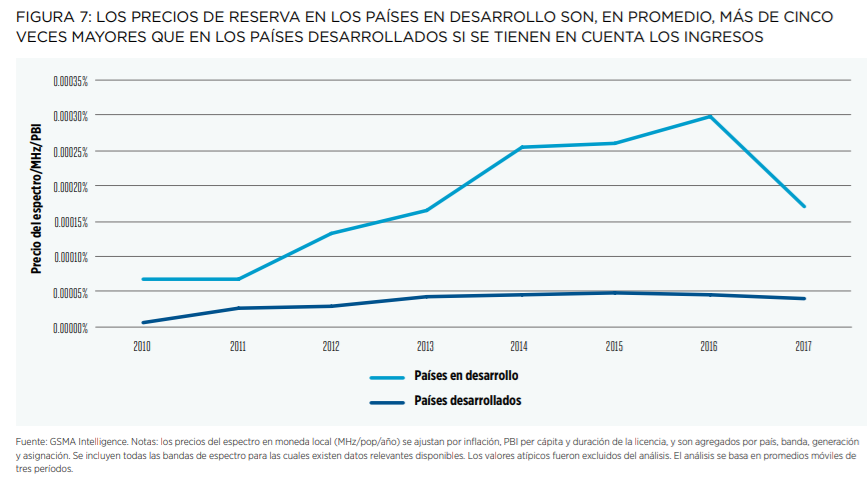 FIGURA 7: LOS PRECIOS DE RESERVA EN LOS PAÍSES EN DESARROLLO SON, EN PROMEDIO, MÁS DE CINCO
VECES MAYORES QUE EN LOS PAÍSES DESARROLLADOS SI SE TIENEN EN CUENTA LOS INGRESOS
Precio del espectro/MHz/PBI
0.00035%
0.00030%
0.00025%
0.00020%
0.00015%
0.00010%
0.00005%
0.00000%
2010 2011 2012 2013 2014 2015 2016 2017
Países en desarrollo
Países desarrollados
Fuente: GSMA Intelligence. Notas: los precios del espectro en moneda local (MHz/pop/año) se ajustan por inflación, PBI per cápita y duración de la licencia, y son agregados por país, banda, generación
y asignación. Se incluyen todas las bandas de espectro para las cuales existen datos relevantes disponibles. Los valores atípicos fueron excluidos del análisis. El análisis se basa en promedios móviles de
tres períodos.